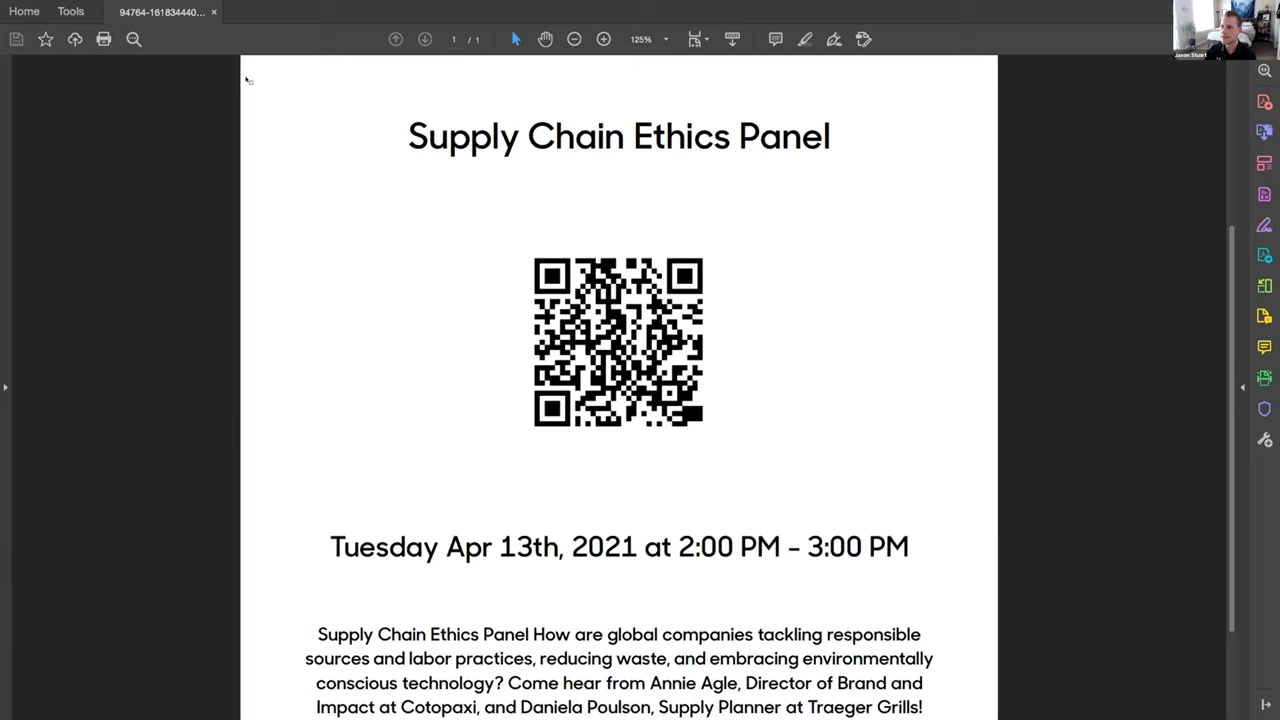 Home
Tools
94764-161834440... ×
1 / 1
125%
Jaxon Stuart
Supply Chain Ethics Panel
Tuesday Apr 13th, 2021 at 2:00 PM - 3:00 PM
Supply Chain Ethics Panel How are global companies tackling responsible
sources and labor practices, reducing waste, and embracing environmentally
conscious technology? Come hear from Annie Agle, Director of Brand and
Impact at Cotopaxi, and Daniela Poulson, Supply Planner at Traeger Grills!